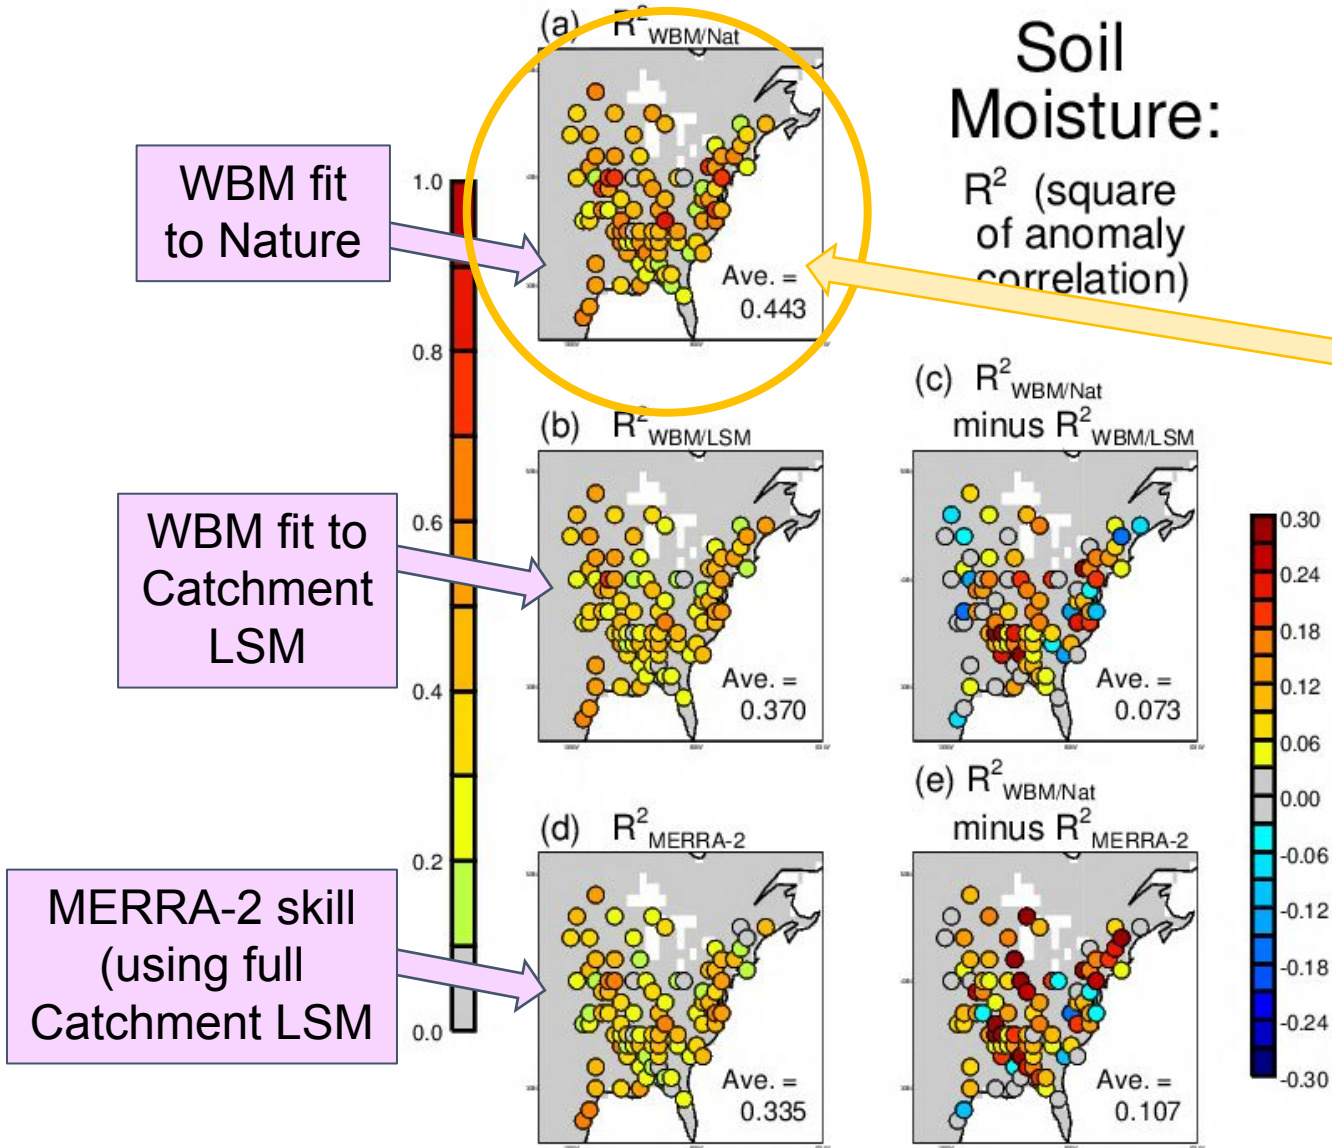 (a) R²WBM/Nat
Ave. =
0.443
Soil
Moisture:
R² (square
of anomaly
correlation)
WBM fit
to Nature
1.0
0.8
0.6
0.4
0.2
0.0
(b) R²WBM/LSM
Ave. =
0.370
(c) R²WBM/Nat
minus R²WBM/LSM
Ave. =
0.073
WBM fit to
Catchment
LSM
(d) R²MERRA-2
Ave. =
0.335
(e) R²WBM/Nat
minus R²MERRA-2
Ave. =
0.107
MERRA-2 skill
(using full
Catchment LSM
0.30
0.24
0.18
0.12
0.06
0.00
-0.06
-0.12
-0.18
-0.24
-0.30